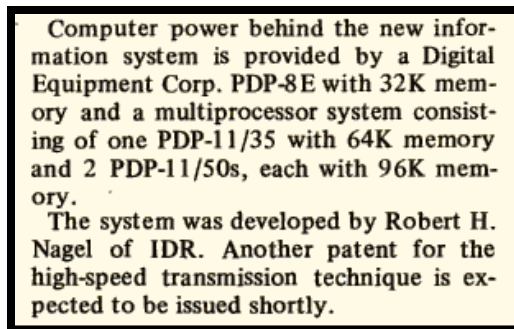 Computer power behind the new infor-
mation system is provided by a Digital
Equipment Corp. PDP-8E with 32K mem-
ory and a multiprocessor system consist-
ing of one PDP-11/35 with 64K memory
and 2 PDP-11/50s, each with 96K mem-
ory.
The system was developed by Robert H.
Nagel of IDR. Another patent for the
high-speed transmission technique is ex-
pected to be issued shortly.